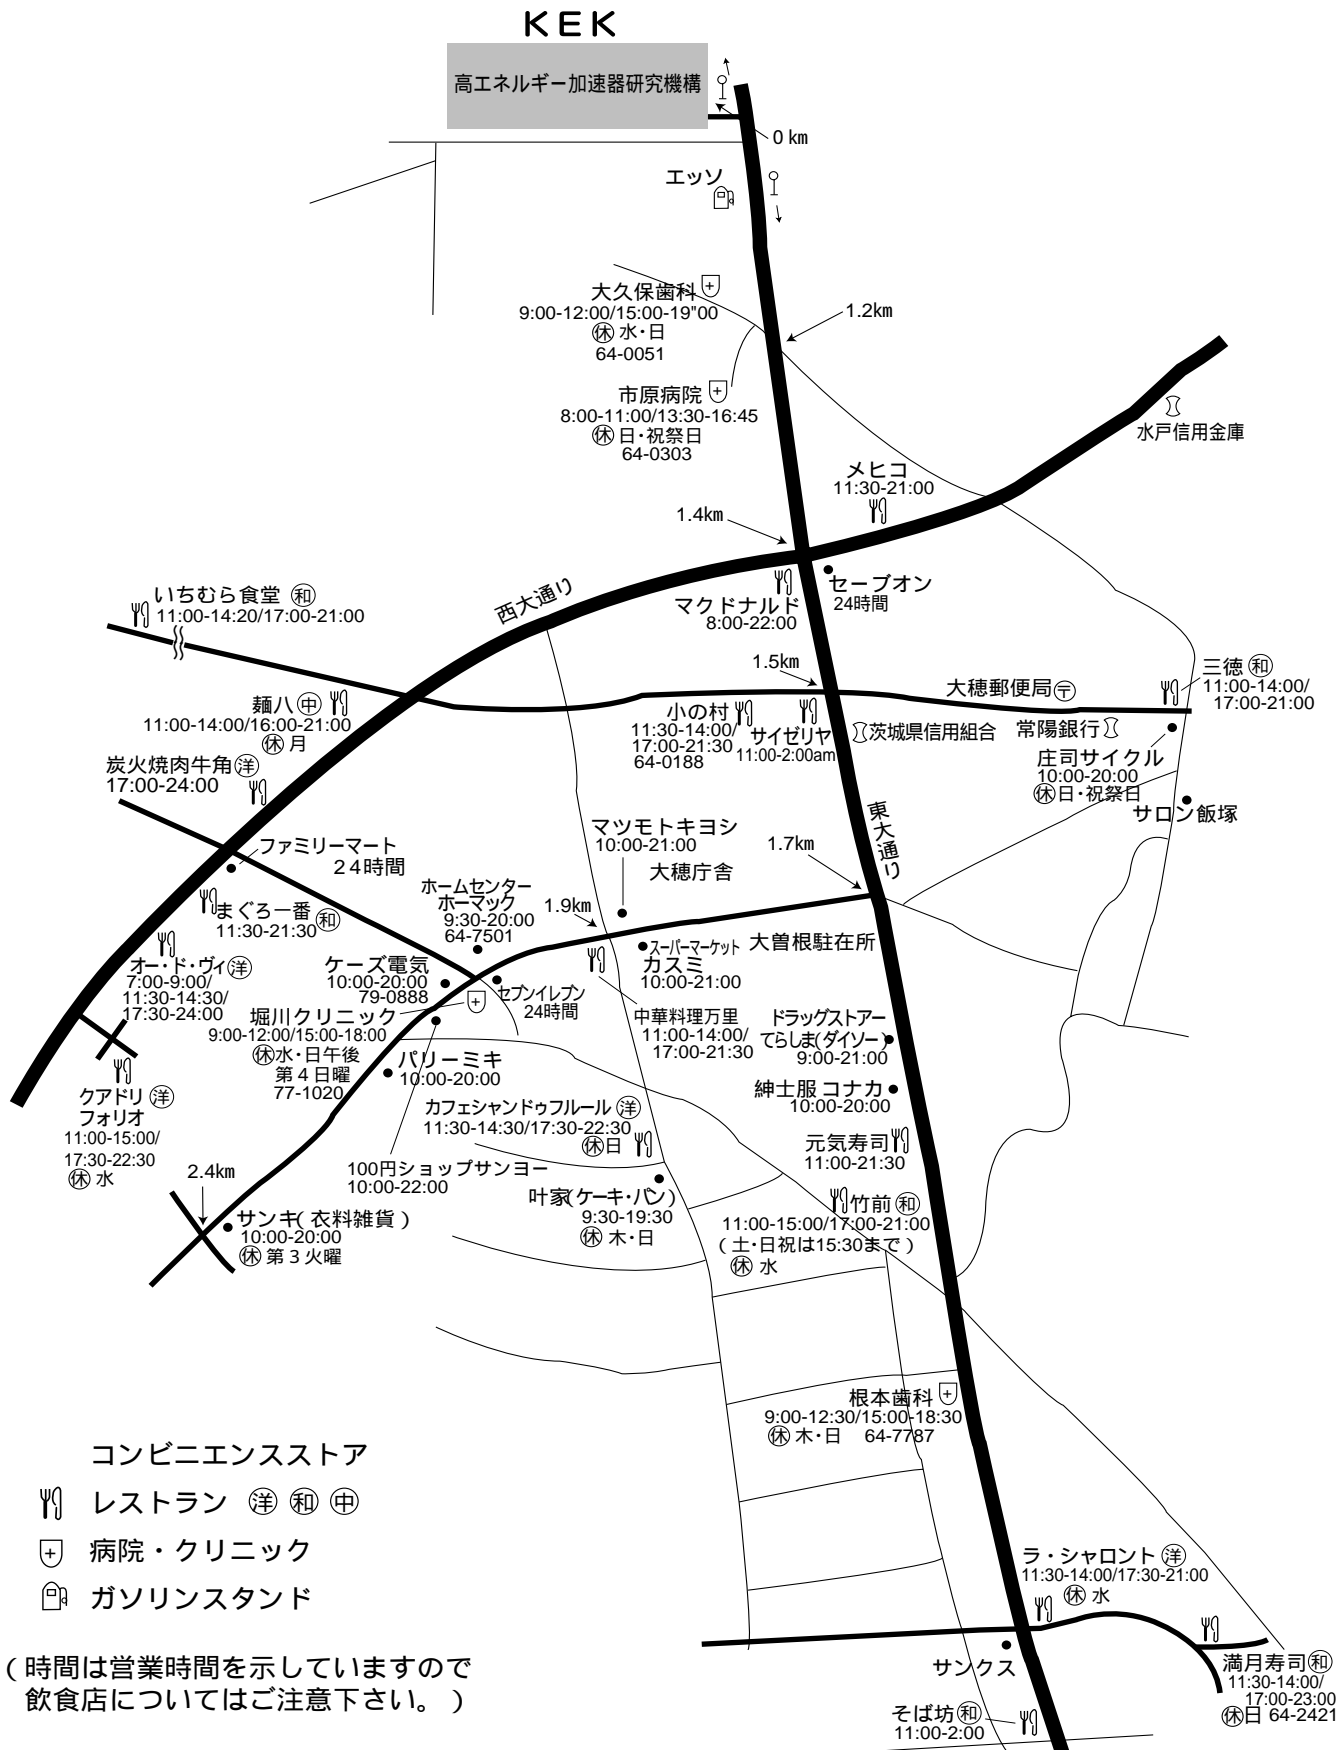 KEK
高エネルギー加速器研究機構
0 km
エッソ
大久保歯科
9:00-12:00/15:00-19"00
休 水・日
64-0051
1.2km
市原病院
8:00-11:00/13:30-16:45
休 日・祝祭日
64-0303
水戸信用金庫
メヒコ
11:30-21:00
1.4km
西大通り
いちむら食堂 和
11:00-14:20/17:00-21:00
マクドナルド
8:00-22:00
セーブオン
24時間
1.5km
大穂郵便局 〒
三徳 和
11:00-14:00/
17:00-21:00
麺八 中
11:00-14:00/16:00-21:00
休 月
小の村
11:30-14:00/
17:00-21:30
64-0188
サイゼリヤ
11:00-2:00am
茨城県信用組合
常陽銀行
庄司サイクル
10:00-20:00
休 日・祝祭日
サロン飯塚
炭火焼肉牛角 洋
17:00-24:00
東大通り
ファミリーマート
24時間
マツモトキヨシ
10:00-21:00
大穂庁舎
1.7km
ホームセンター
ホーマック
9:30-20:00
64-7501
1.9km
まぐろ一番 和
11:30-21:30
オー・ド・ヴィ 洋
7:00-9:00/
11:30-14:30/
17:30-24:00
ケーズ電気
10:00-20:00
79-0888
スーパーマーケット
カスミ
10:00-21:00
大曽根駐在所
セブンイレブン
24時間
堀川クリニック
9:00-12:00/15:00-18:00
休 水・日午後
第4日曜
77-1020
中華料理万里
11:00-14:00/
17:00-21:30
ドラッグストアー
てらしま(ダイソー)
9:00-21:00
パリーミキ
10:00-20:00
紳士服コナカ
10:00-20:00
クアドリ 洋
フォリオ
11:00-15:00/
17:30-22:30
休 水
カフェシャンドゥフルール 洋
11:30-14:30/17:30-22:30
休 日
元気寿司
11:00-21:30
2.4km
100円ショップサンヨー
10:00-22:00
叶家(ケーキ・パン)
9:30-19:30
休 木・日
竹前 和
11:00-15:00/17:00-21:00
(土・日祝は15:30まで)
休 水
サンキ(衣料雑貨)
10:00-20:00
休 第3火曜
根本歯科
9:00-12:30/15:00-18:30
休 木・日 64-7787
コンビニエンスストア
レストラン 洋 和 中
病院・クリニック
ガソリンスタンド
(時間は営業時間を示していますので
飲食店についてはご注意下さい。)
ラ・シャロント 洋
11:30-14:00/17:30-21:00
休 水
サンクス
満月寿司 和
11:30-14:00/
17:00-23:00
休 日 64-2421
そば坊 和
11:00-2:00